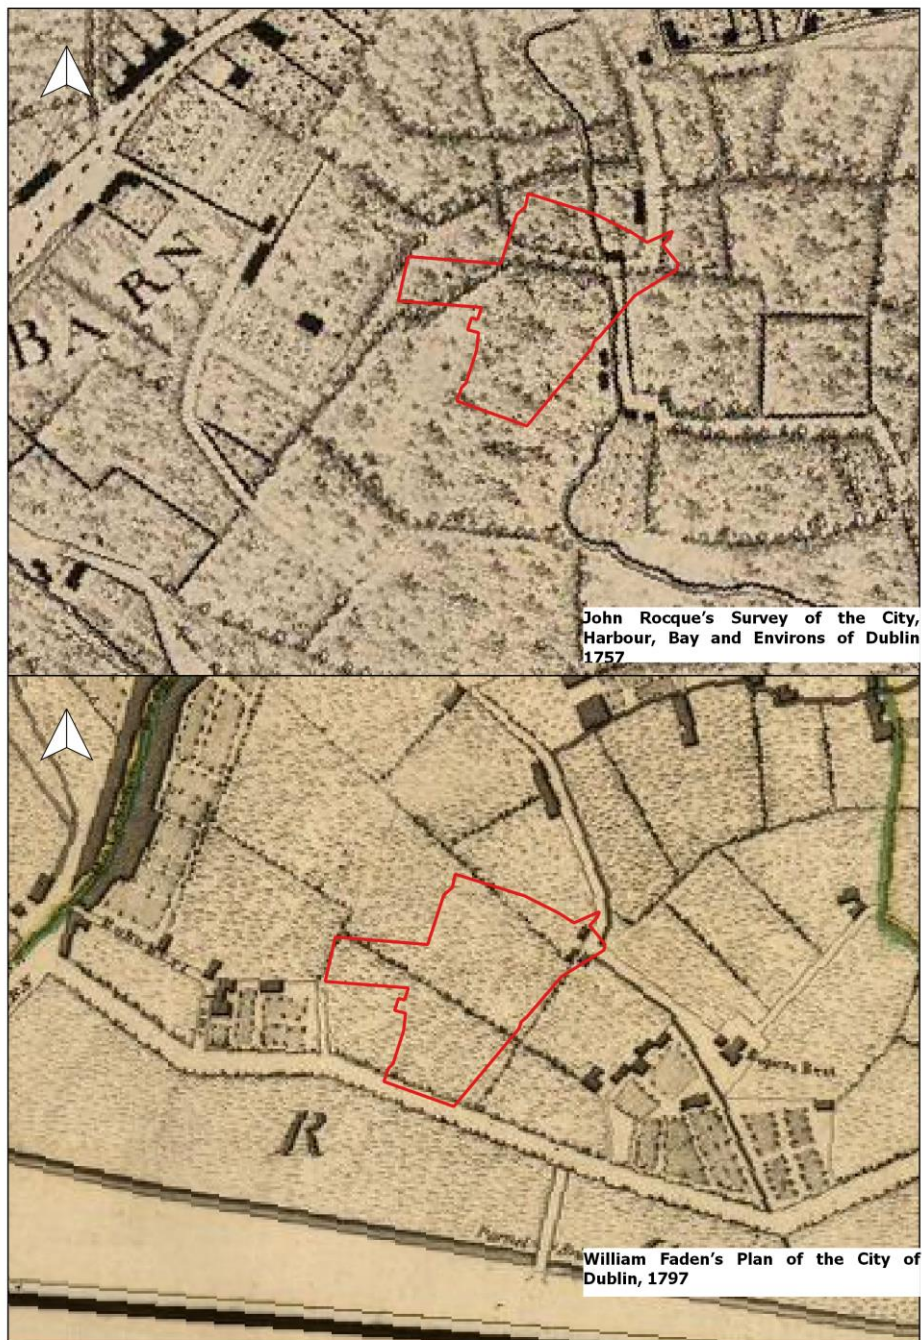 BARN
John Rocque's Survey of the City,
Harbour, Bay and Environs of Dublin
1757
R
William Faden's Plan of the City of
Dublin, 1797